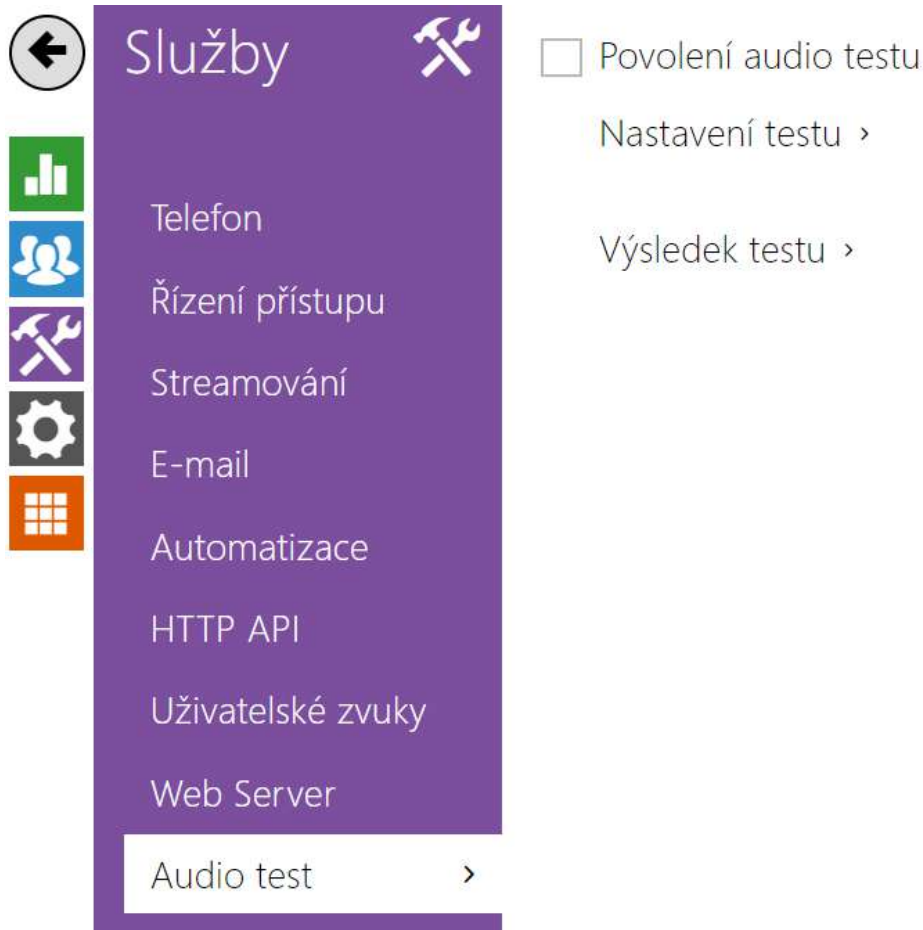 Služby
Telefon
Řízení přístupu
Streamování
E-mail
Automatizace
HTTP API
Uživatelské zvuky
Web Server
Audio test
Povolení audio testu
Nastavení testu
Výsledek testu